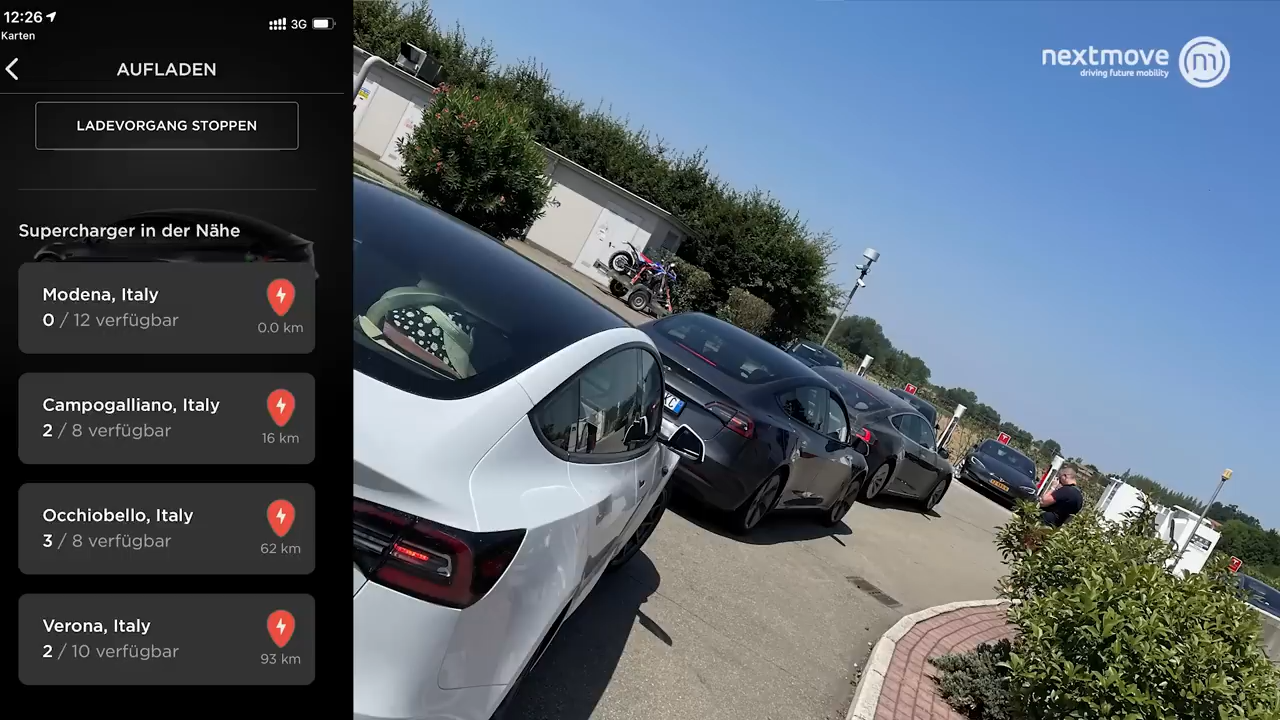 12:26
3G
Karten
AUFLADEN
LADEVORGANG STOPPEN
Supercharger in der Nähe
Modena, Italy
0 / 12 verfügbar
0.0 km
Campogalliano, Italy
2 / 8 verfügbar
16 km
Occhiobello, Italy
3 / 8 verfügbar
62 km
Verona, Italy
2 / 10 verfügbar
93 km
nextmove
driving future mobility